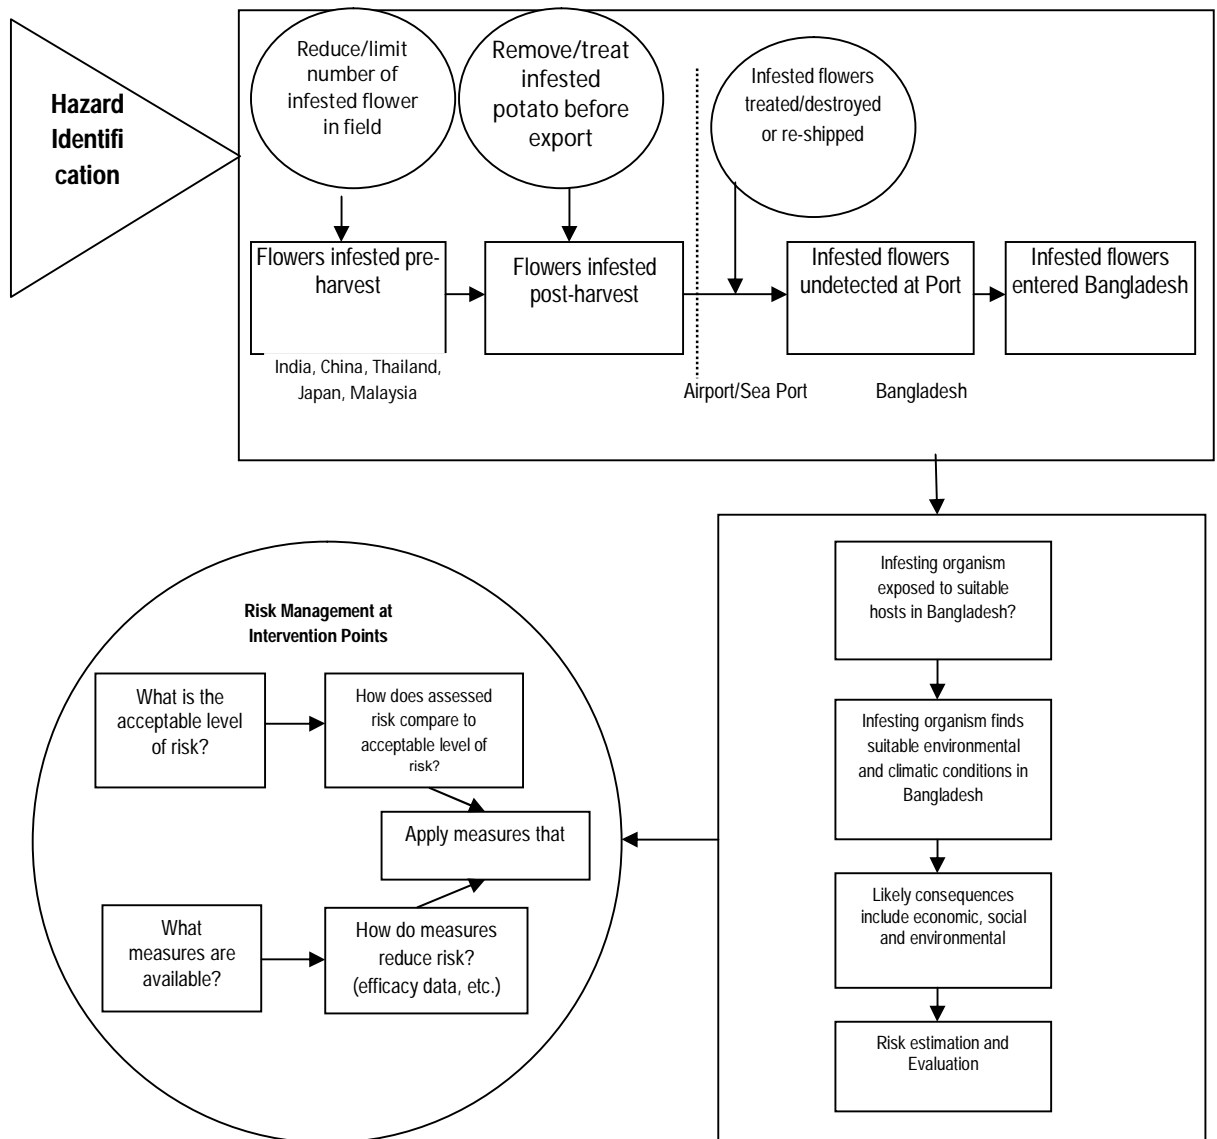 Hazard
Identifi
cation
Reduce/limit
number of
infested flower
in field
Remove/treat
infested
potato before
export
Infested flowers
treated/destroyed
or re-shipped
Flowers infested pre-
harvest
Flowers infested
post-harvest
Infested flowers
undetected at Port
Infested flowers
entered Bangladesh
India, China, Thailand,
Japan, Malaysia
Airport/Sea Port
Bangladesh
Infesting organism
exposed to suitable
hosts in Bangladesh?
Infesting organism finds
suitable environmental
and climatic conditions in
Bangladesh
Likely consequences
include economic, social
and environmental
Risk estimation and
Evaluation
Risk Management at
Intervention Points
What is the
acceptable level
of risk?
How does assessed
risk compare to
acceptable level of
risk?
Apply measures that
What
measures are
available?
How do measures
reduce risk?
(efficacy data, etc.)